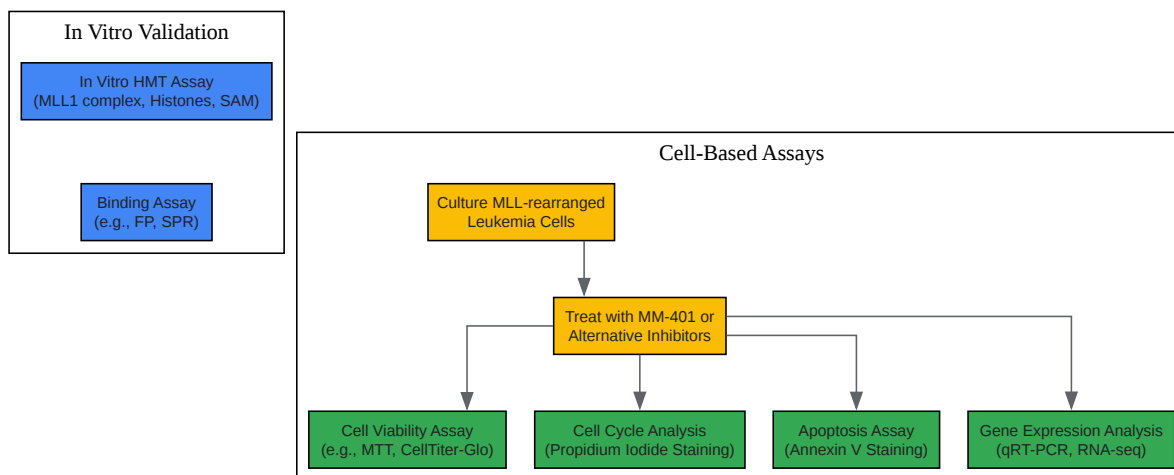 In Vitro Validation
In Vitro HMT Assay
(MLL1 complex, Histones, SAM)
Binding Assay
(e.g., FP, SPR)
Cell-Based Assays
Culture MLL-rearranged
Leukemia Cells
Treat with MM-401 or
Alternative Inhibitors
Cell Viability Assay
(e.g., MTT, CellTiter-Glo)
Cell Cycle Analysis
(Propidium Iodide Staining)
Apoptosis Assay
(Annexin V Staining)
Gene Expression Analysis
(qRT-PCR, RNA-seq)